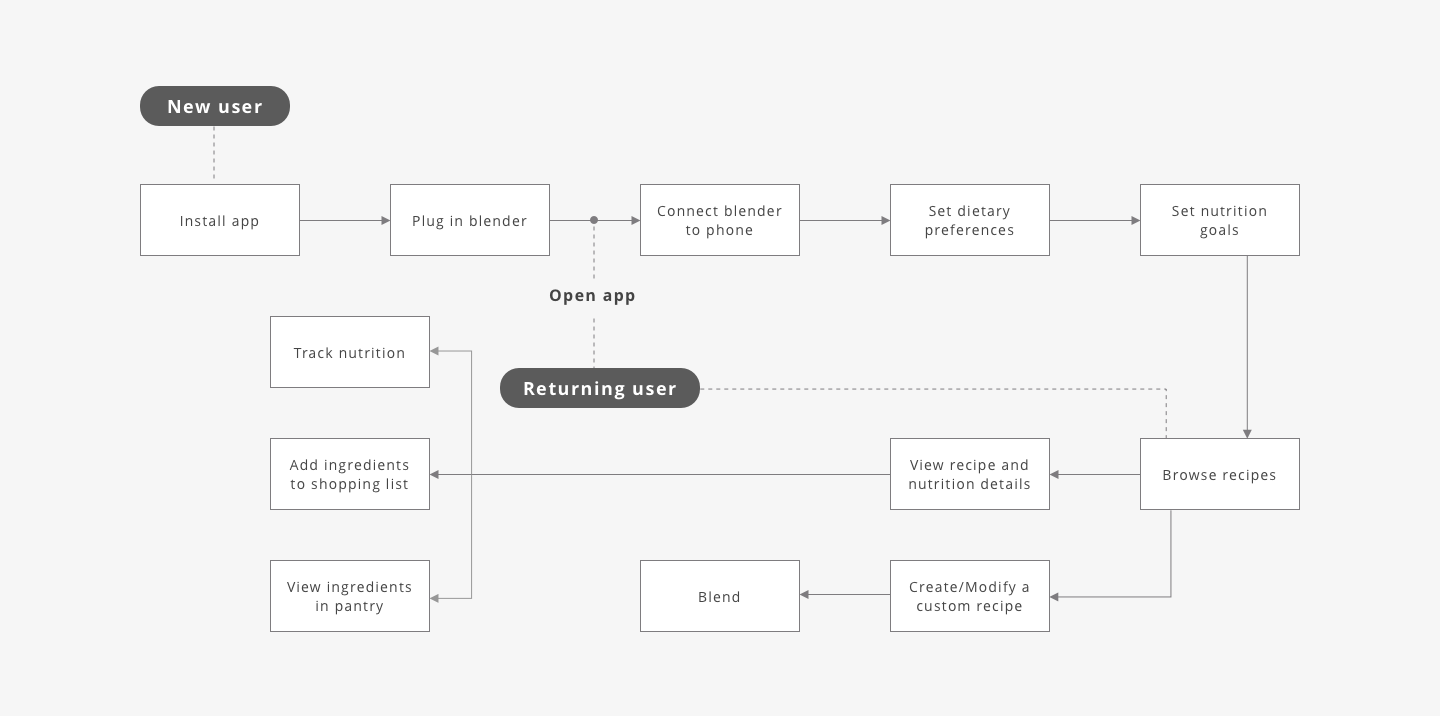 New user
Install app
Plug in blender
Connect blender
to phone
Set dietary
preferences
Set nutrition
goals
Open app
Track nutrition
Returning user
Add ingredients
to shopping list
View recipe and
nutrition details
Browse recipes
View ingredients
in pantry
Blend
Create/Modify a
custom recipe